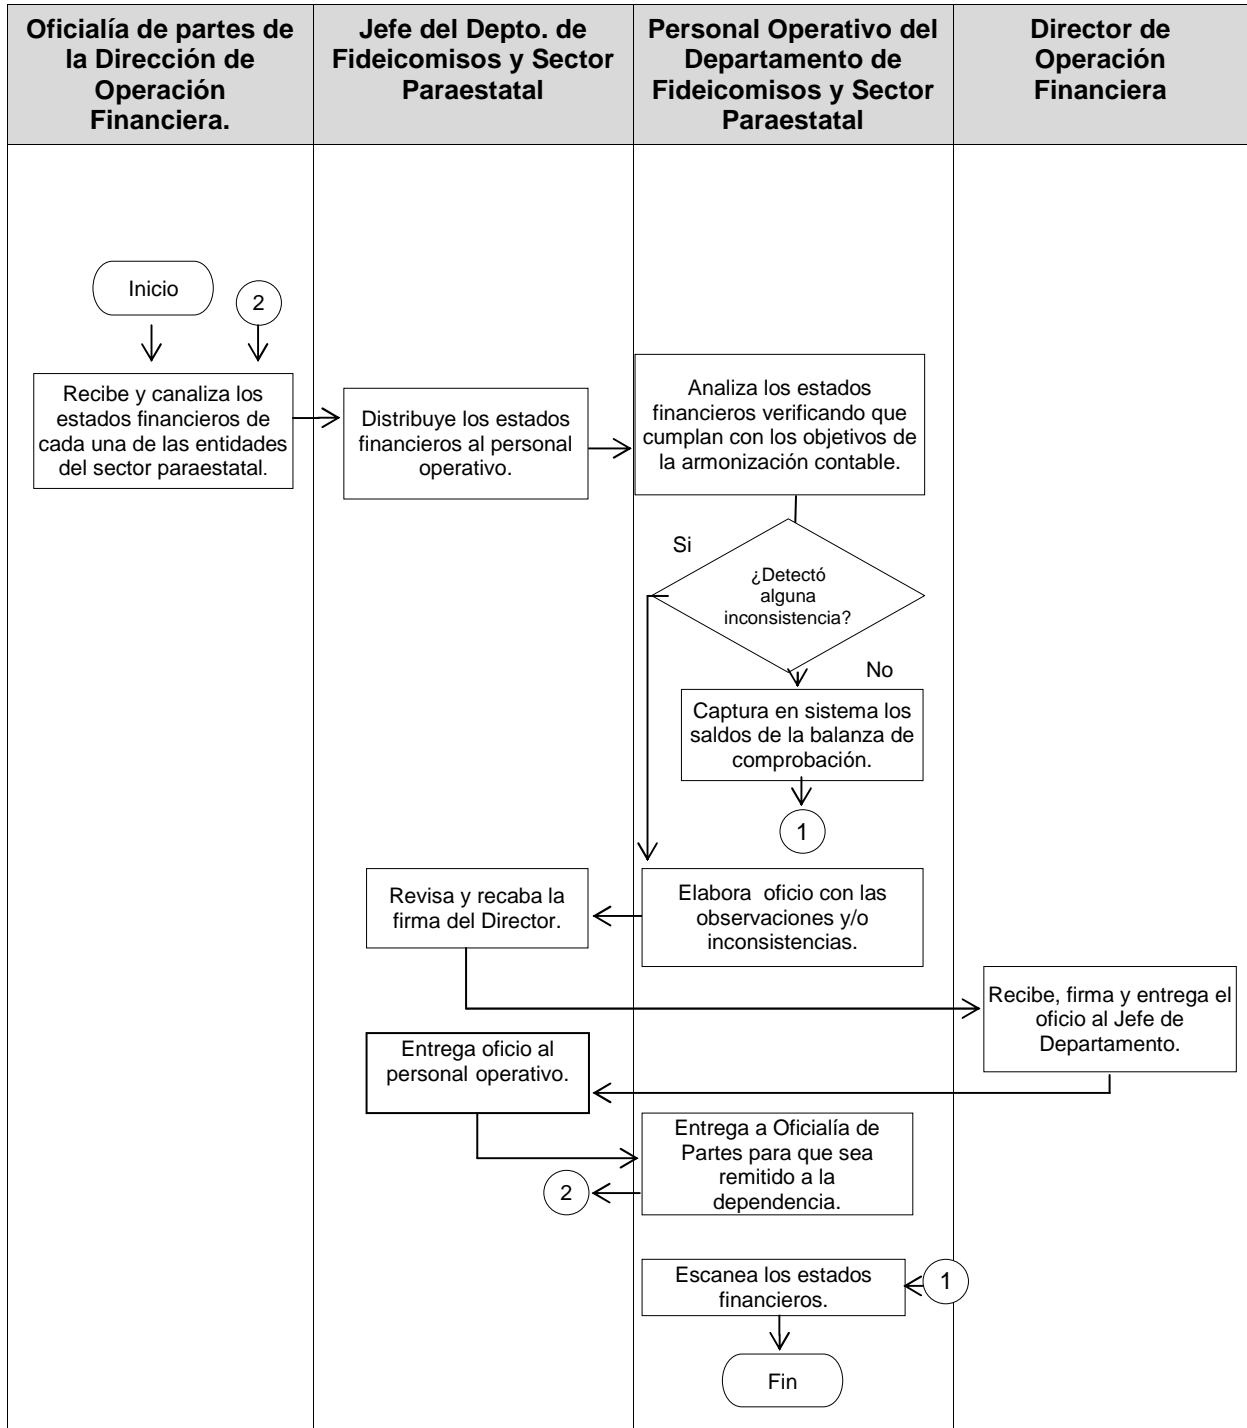 Oficialía de partes de
la Dirección de
Operación
Financiera.
Jefe del Depto. de
Fideicomisos y Sector
Paraestatal
Personal Operativo del
Departamento de
Fideicomisos y Sector
Paraestatal
Director de
Operación
Financiera
Inicio
2
Recibe y canaliza los
estados financieros de
cada una de las entidades
del sector paraestatal.
Distribuye los estados
financieros al personal
operativo.
Analiza los estados
financieros verificando que
cumplan con los objetivos de
la armonización contable.
Si
¿Detectó
alguna
inconsistencia?
No
Captura en sistema los
saldos de la balanza de
comprobación.
1
Revisa y recaba la
firma del Director.
Elabora oficio con las
observaciones y/o
inconsistencias.
Recibe, firma y entrega el
oficio al Jefe de
Departamento.
Entrega oficio al
personal operativo.
Entrega a Oficialía de
Partes para que sea
remitido a la
dependencia.
2
Escanea los estados
financieros.
1
Fin